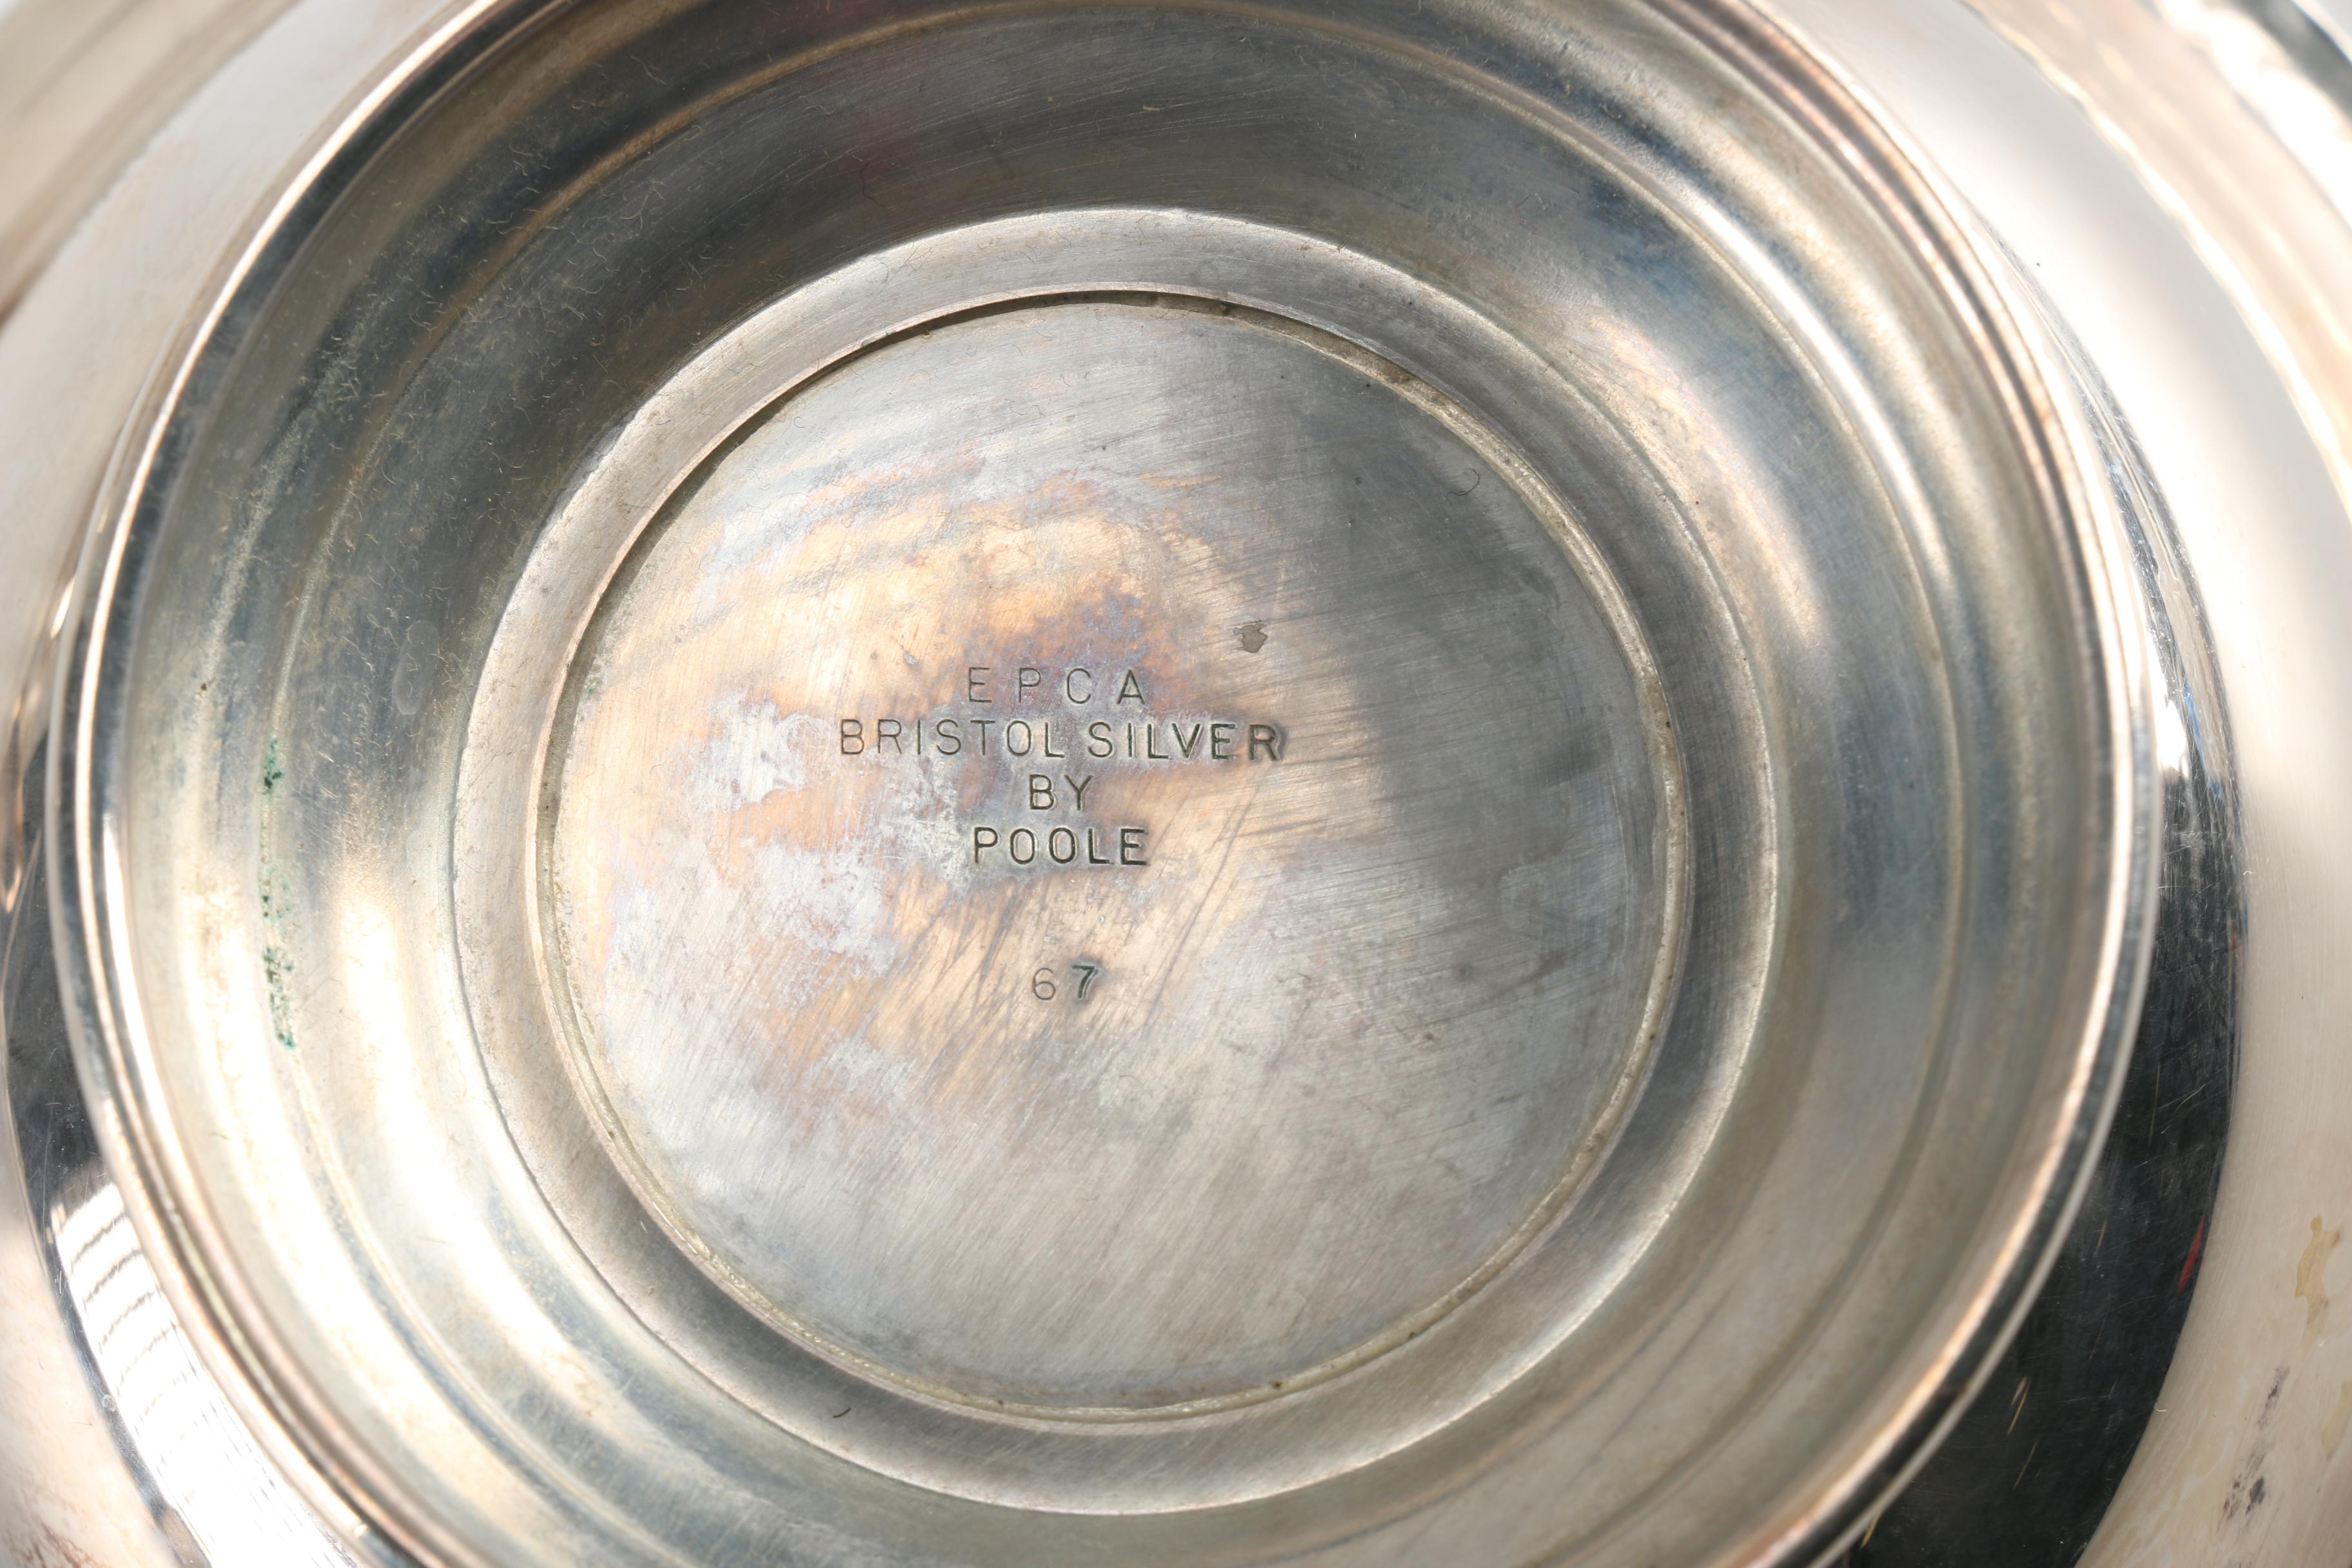 EPCA
BRISTOL SILVER
BY
POOLE
67